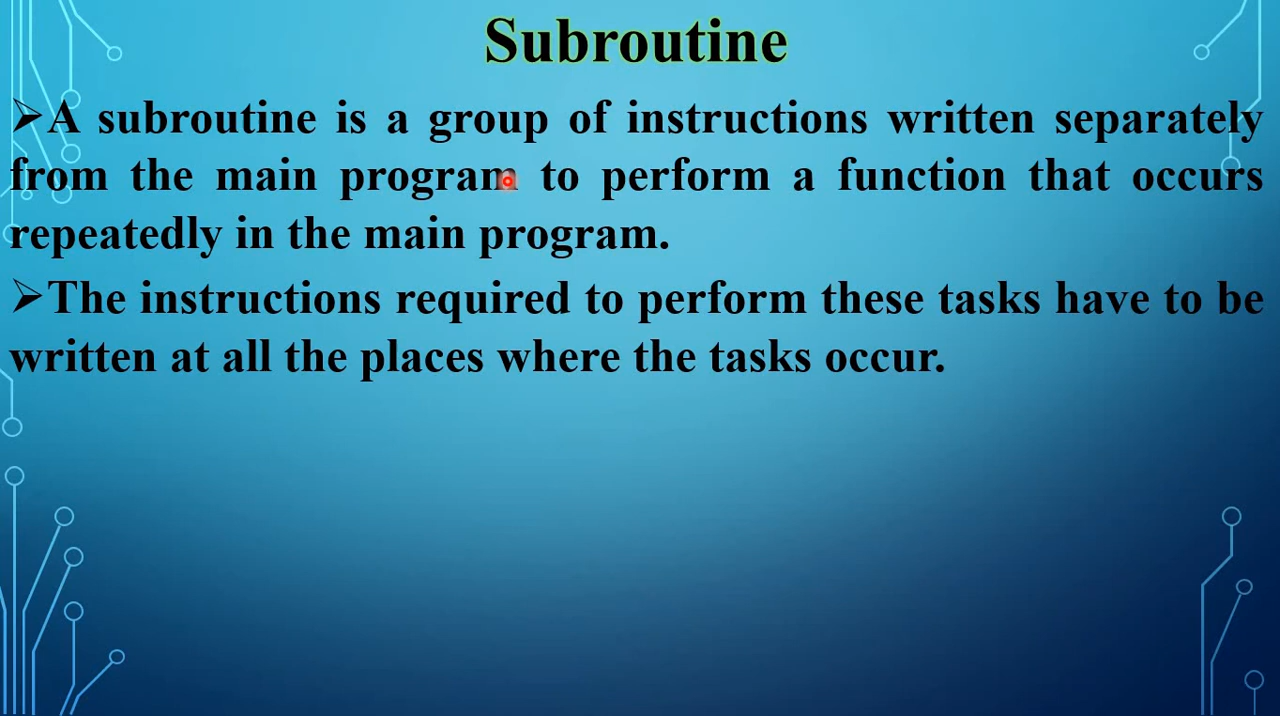 Subroutine
➢A subroutine is a group of instructions written separately
from the main program to perform a function that occurs
repeatedly in the main program.
➢The instructions required to perform these tasks have to be
written at all the places where the tasks occur.